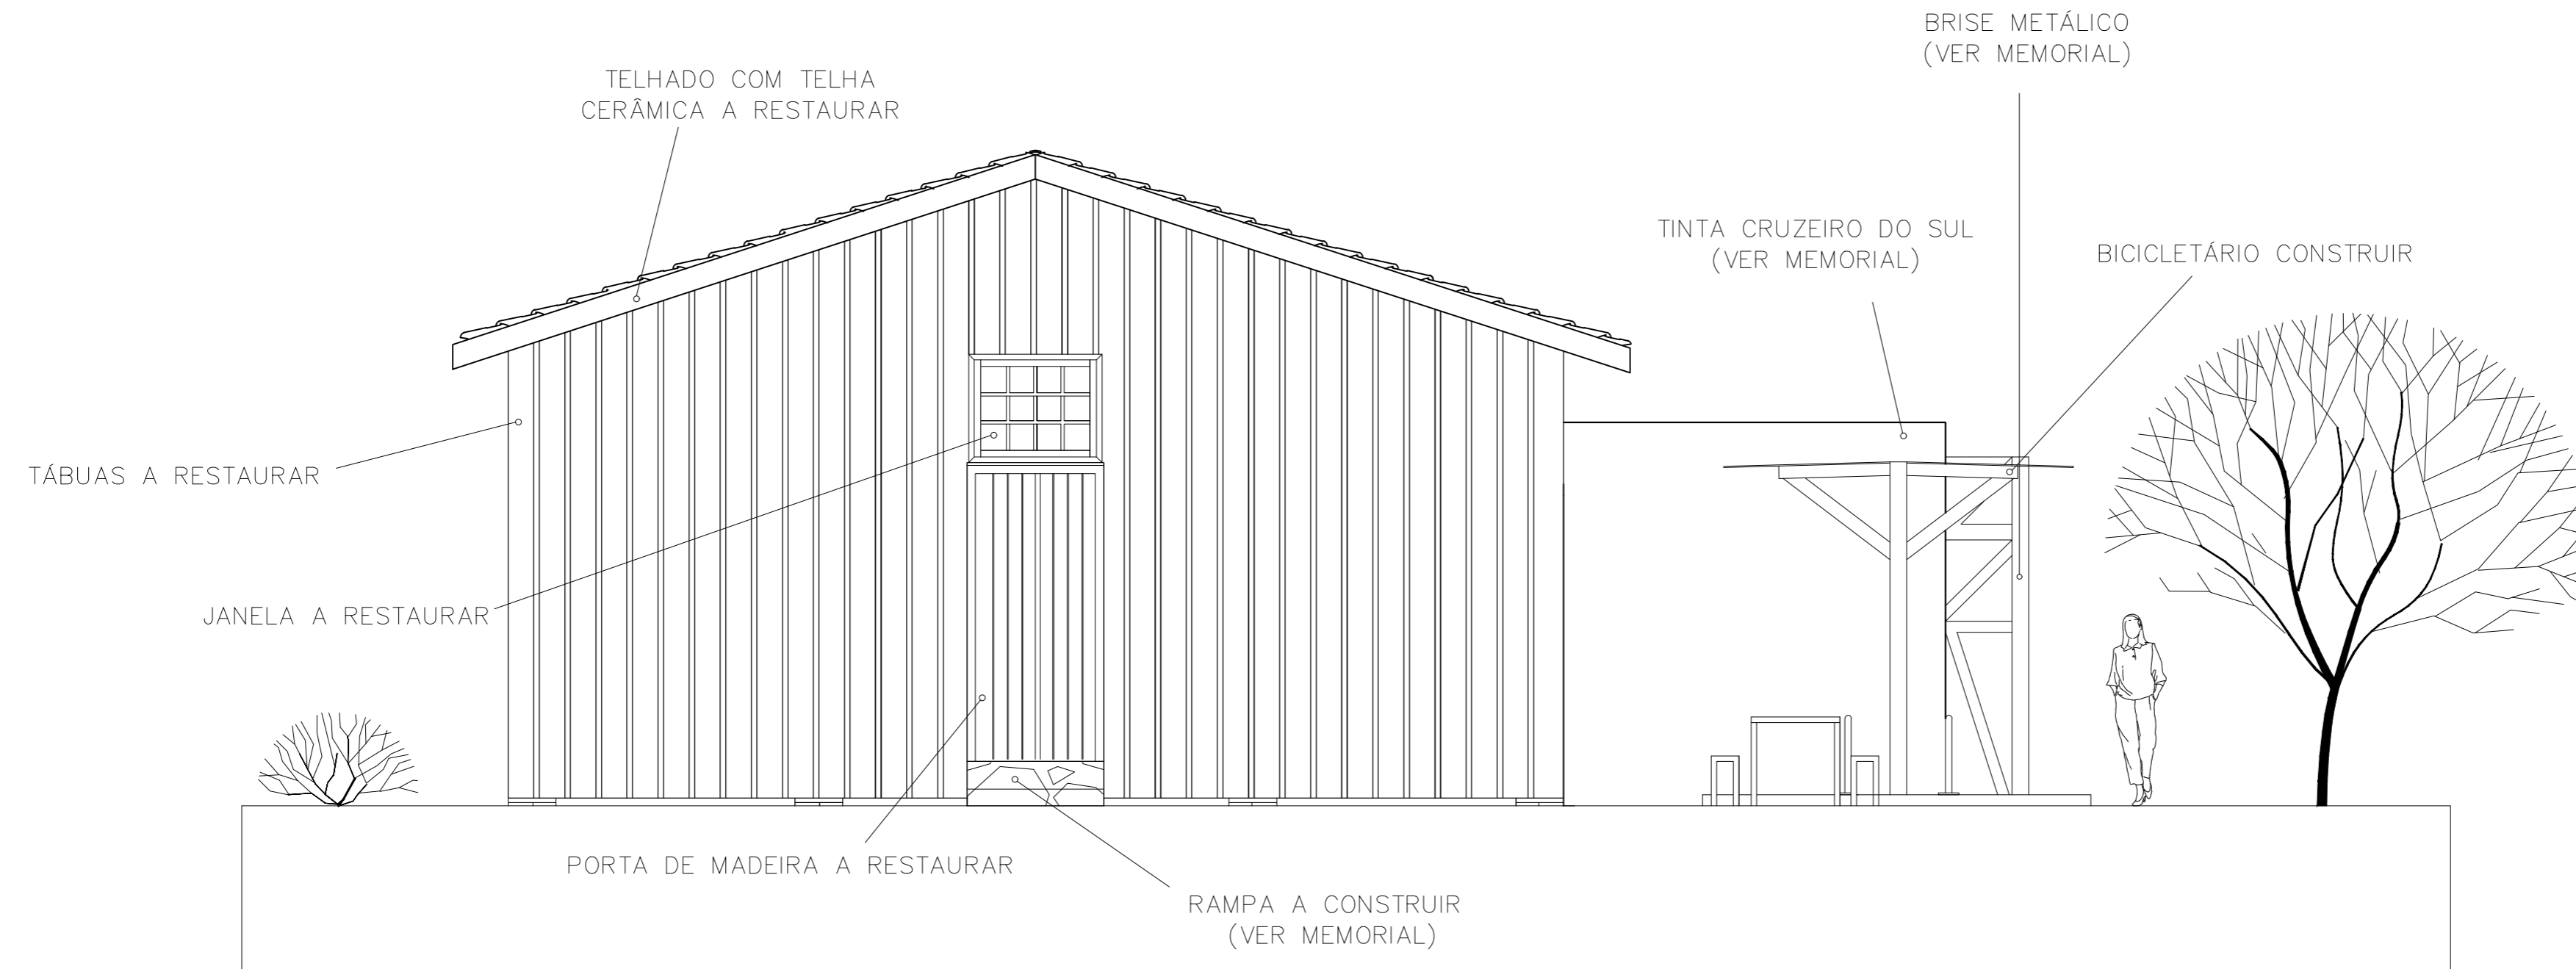 BRISE METÁLICO
(VER MEMORIAL)
TELHADO COM TELHA
CERÂMICA A RESTAURAR
TINTA CRUZEIRO DO SUL
(VER MEMORIAL)
BICICLETÁRIO CONSTRUIR
TÁBUAS A RESTAURAR
JANELA A RESTAURAR
PORTA DE MADEIRA A RESTAURAR
RAMPA A CONSTRUIR
(VER MEMORIAL)